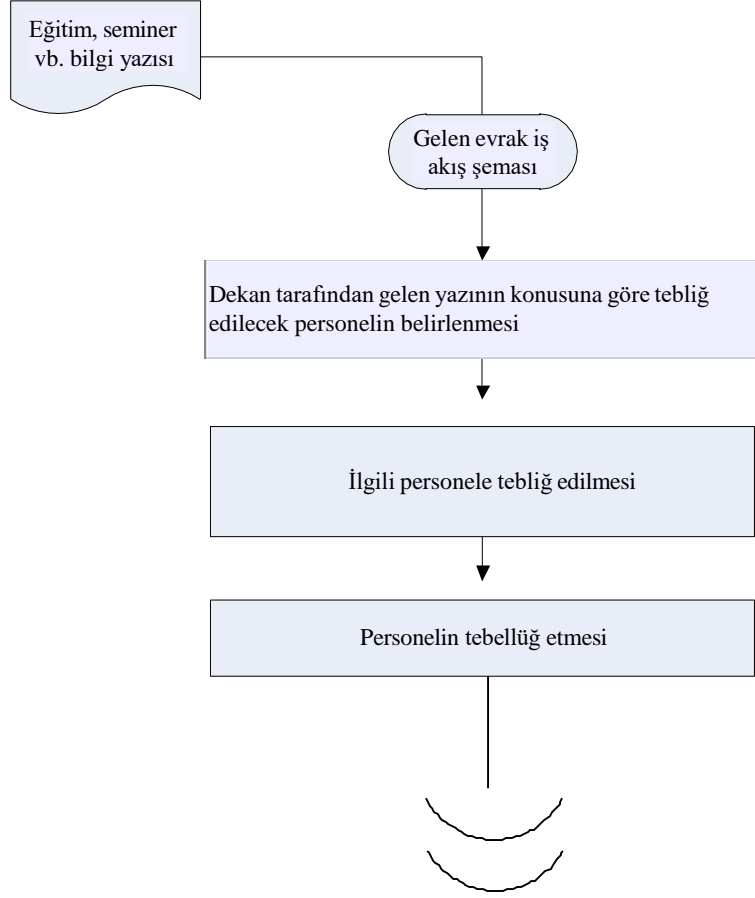 Eğitim, seminer
vb. bilgi yazısı
Gelen evrak iş
akış şeması
Dekan tarafından gelen yazının konusuna göre tebliğ
edilecek personelin belirlenmesi
İlgili personele tebliğ edilmesi
Personelin tebellüğ etmesi